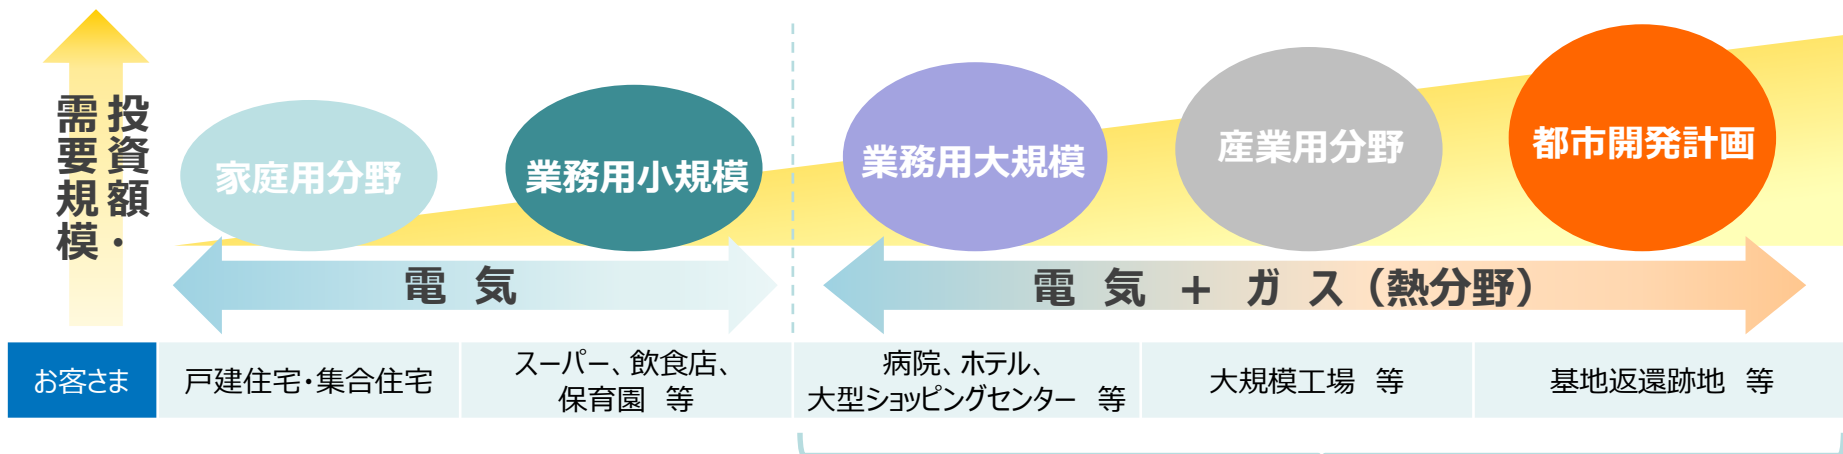 投資額・
需要規模
家庭用分野
業務用小規模
業務用大規模
産業用分野
都市開発計画
電 気
電 気 + ガ ス (熱分野)
お客さま
戸建住宅・集合住宅
スーパー、飲食店、
保育園 等
病院、ホテル、
大型ショッピングセンター 等
大規模工場 等
基地返還跡地 等